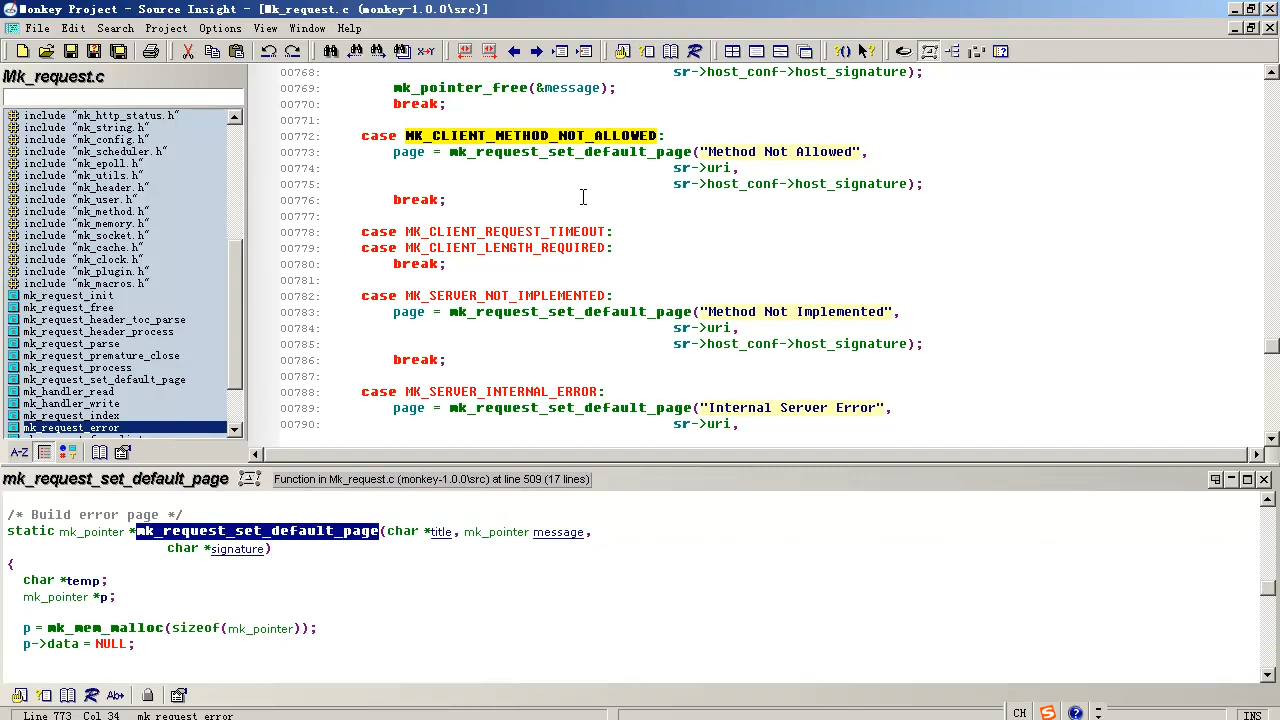 Monkey Project - Source Insight - [Mk_request.c (monkey-1.0.0\src)]
File Edit Search Project Options View Window Help
Mk_request.c
include "mk_http_status.h"
include "mk_string.h"
include "mk_config.h"
include "mk_scheduler.h"
include "mk_epoll.h"
include "mk_utils.h"
include "mk_header.h"
include "mk_user.h"
include "mk_method.h"
include "mk_memory.h"
include "mk_socket.h"
include "mk_cache.h"
include "mk_clock.h"
include "mk_plugin.h"
include "mk_macros.h"
mk_request_init
mk_request_free
mk_request_header_toc_parse
mk_request_header_process
mk_request_parse
mk_request_premature_close
mk_request_process
mk_request_set_default_page
mk_handler_read
mk_handler_write
mk_request_index
mk_request_error
A-Z
00768: sr->host_conf->host_signature);
00769: mk_pointer_free(&message);
00770: break;
00771:
00772: case MK_CLIENT_METHOD_NOT_ALLOWED:
00773: page = mk_request_set_default_page("Method Not Allowed",
00774: sr->uri,
00775: sr->host_conf->host_signature);
00776: break;
00777:
00778: case MK_CLIENT_REQUEST_TIMEOUT:
00779: case MK_CLIENT_LENGTH_REQUIRED:
00780: break;
00781:
00782: case MK_SERVER_NOT_IMPLEMENTED:
00783: page = mk_request_set_default_page("Method Not Implemented",
00784: sr->uri,
00785: sr->host_conf->host_signature);
00786: break;
00787:
00788: case MK_SERVER_INTERNAL_ERROR:
00789: page = mk_request_set_default_page("Internal Server Error",
00790: sr->uri,
mk_request_set_default_page Function in Mk_request.c (monkey-1.0.0\src) at line 509 (17 lines)
/* Build error page */
static mk_pointer *mk_request_set_default_page(char *title, mk_pointer message,
char *signature)
{
char *temp;
mk_pointer *p;
p = mk_mem_malloc(sizeof(mk_pointer));
p->data = NULL;
Line 773 Col 34 mk_request_error CH INS